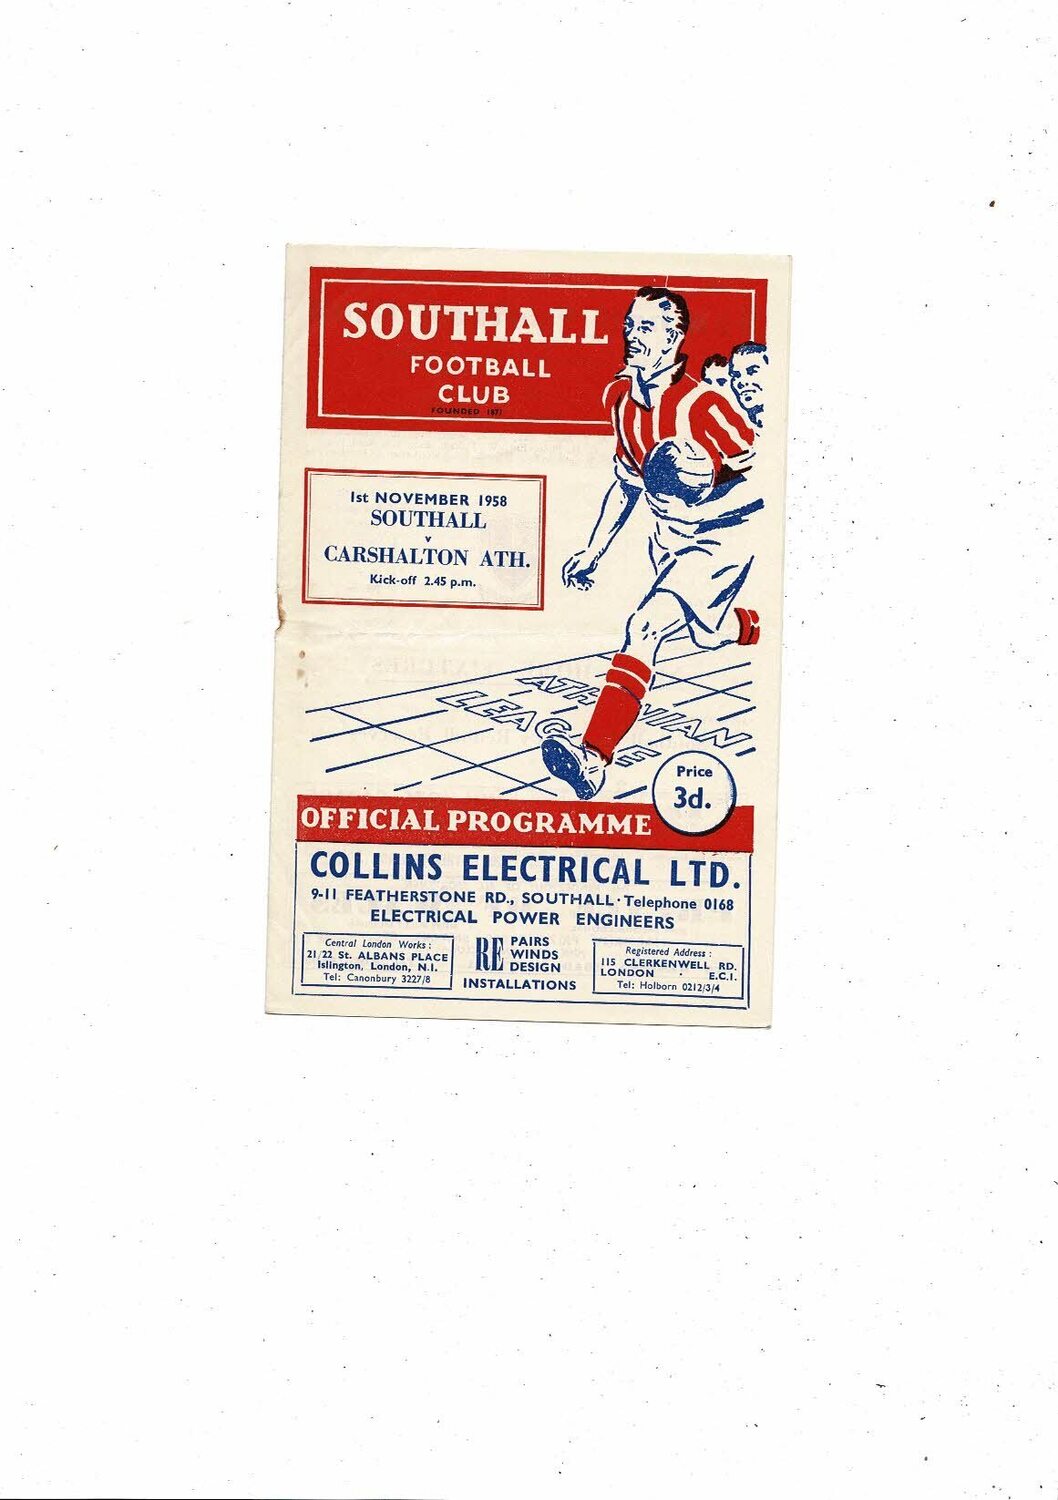 SOUTHALL
FOOTBALL
CLUB
FOUNDED 1871
1st NOVEMBER 1958
SOUTHALL
v
CARSHALTON ATH.
Kick-off 2.45 p.m.
LEAGUE
Price
3d.
OFFICIAL PROGRAMME
COLLINS ELECTRICAL LTD.
9-11 FEATHERSTONE RD., SOUTHALL · Telephone 0168
ELECTRICAL POWER ENGINEERS
Central London Works :
21/22 St. ALBANS PLACE
Islington, London, N.I.
Tel: Canonbury 3227/8
RE PAIRS
WINDS
DESIGN
INSTALLATIONS
Registered Address :
115 CLERKENWELL RD.
LONDON · E.C.I.
Tel: Holborn 0212/3/4